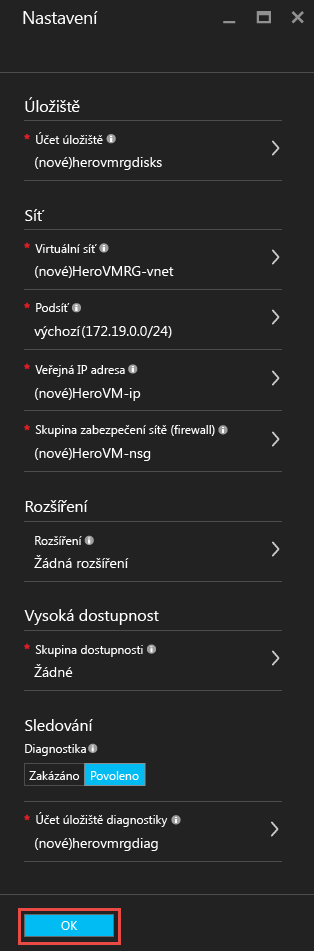 Nastavení
Úložiště
* Účet úložiště
(nové)herovmrgdisks
Síť
* Virtuální síť
(nové)HeroVMRG-vnet
* Podsíť
výchozí(172.19.0.0/24)
* Veřejná IP adresa
(nové)HeroVM-ip
* Skupina zabezpečení sítě (firewall)
(nové)HeroVM-nsg
Rozšíření
Rozšíření
Žádná rozšíření
Vysoká dostupnost
* Skupina dostupnosti
Žádné
Sledování
Diagnostika
Zakázáno Povoleno
* Účet úložiště diagnostiky
(nové)herovmrgdiag
OK